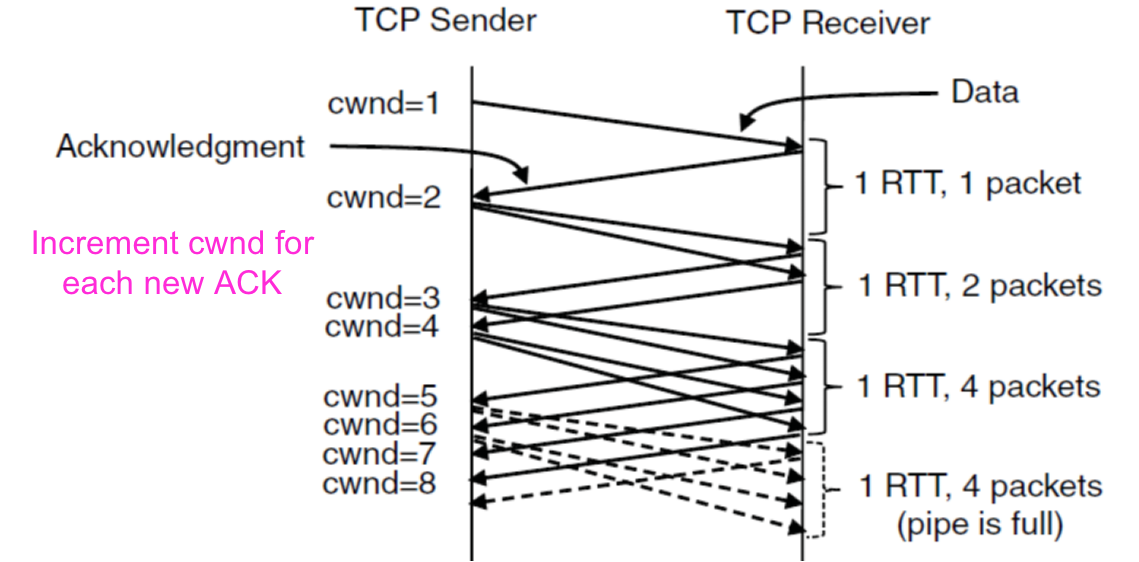 TCP Sender
TCP Receiver
cwnd=1
Data
Acknowledgment
1 RTT, 1 packet
cwnd=2
Increment cwnd for
each new ACK
1 RTT, 2 packets
cwnd=3
cwnd=4
1 RTT, 4 packets
cwnd=5
cwnd=6
cwnd=7
cwnd=8
1 RTT, 4 packets
(pipe is full)